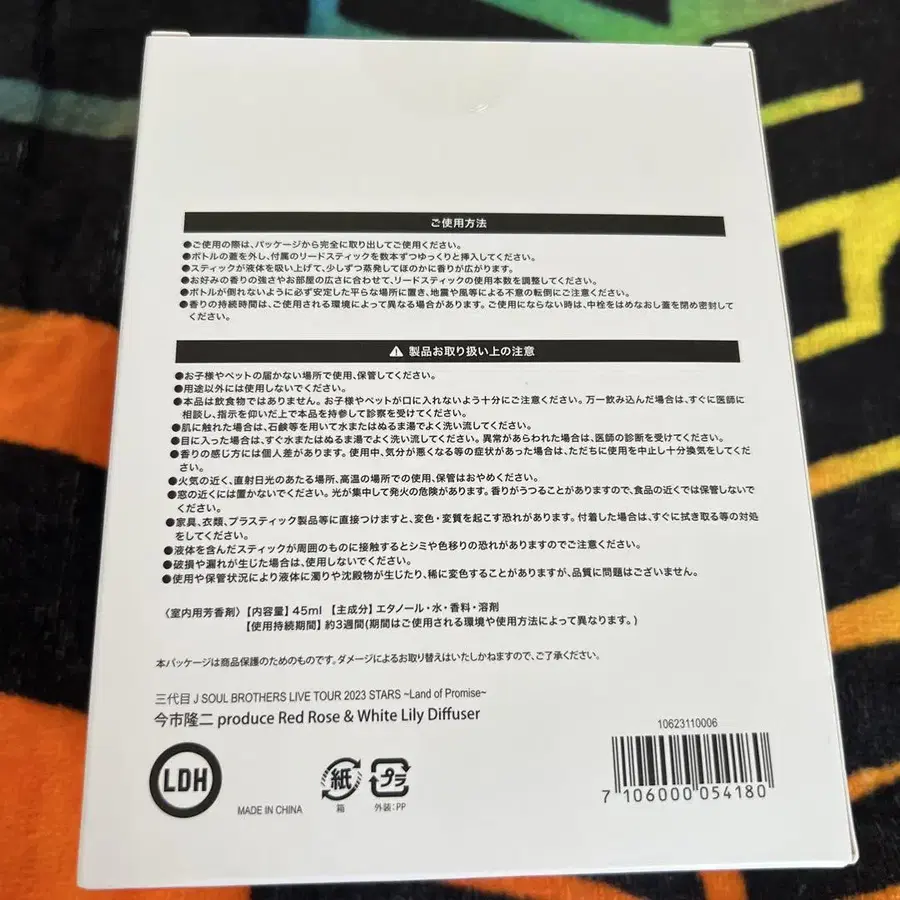 ご使用方法
●ご使用の際は、パッケージから完全に取り出してご使用ください。
●ボトルの蓋を外し、付属のリードスティックを数本ずつゆっくりと挿入してください。
●スティックが液体を吸い上げて、少しずつ蒸発してほのかに香りが広がります。
●お好みの香りの強さやお部屋の広さに合わせて、リードスティックの使用本数を調整してください。
●ボトルが倒れないように必ず安定した平らな場所に置き、地震や風等による不意の転倒にご注意ください。
●香りの持続時間は、ご使用される環境によって異なる場合があります。ご使用にならない時は、中栓をはめなおし蓋を閉め密封して
ください。
⚠ 製品お取り扱い上の注意
●お子様やペットの届かない場所で使用、保管してください。
●用途以外には使用しないでください。
●本品は飲食物ではありません。お子様やペットが口に入れないよう十分にご注意ください。万一飲み込んだ場合は、すぐに医師に
相談し、指示を仰いだ上で本品を持参して診察を受けてください。
●肌に触れた場合は、石鹸等を用いて水またはぬるま湯でよく洗い流してください。
●目に入った場合は、すぐ水またはぬるま湯でよく洗い流してください。異常があらわれた場合は、医師の診断を受けてください。
●香りの感じ方には個人差があります。使用中、気分が悪くなる等の症状があった場合は、ただちに使用を中止し十分換気をしてくだ
さい。
●火気の近く、直射日光のあたる場所、高温の場所での使用、保管はおやめください。
●窓の近くには置かないでください。光が集中して発火の危険があります。香りがうつることがありますので、食品の近くでは保管しないで
ください。
●家具、衣類、プラスティック製品等に直接つけますと、変色・変質を起こす恐れがあります。付着した場合は、すぐに拭き取る等の対処
をしてください。
●液体を含んだスティックが周囲のものに接触するとシミや色移りの恐れがありますのでご注意ください。
●破損や漏れが生じた場合は、使用しないでください。
●使用や保管状況により液体に濁りや沈殿物が生じたり、稀に変色することがありますが、品質に問題はございません。
〈室内用芳香剤〉【内容量】45ml 【主成分】エタノール・水・香料・溶剤
【使用持続期間】約3週間(期間はご使用される環境や使用方法によって異なります。)
本パッケージは商品保護のためのものです。ダメージによるお取り替えはいたしかねますので、ご了承ください。
三代目 J SOUL BROTHERS LIVE TOUR 2023 STARS ~Land of Promise~
今市隆二 produce Red Rose & White Lily Diffuser
10623110006
LDH
MADE IN CHINA
紙
箱
プラ
外装:PP
7 106000 054180